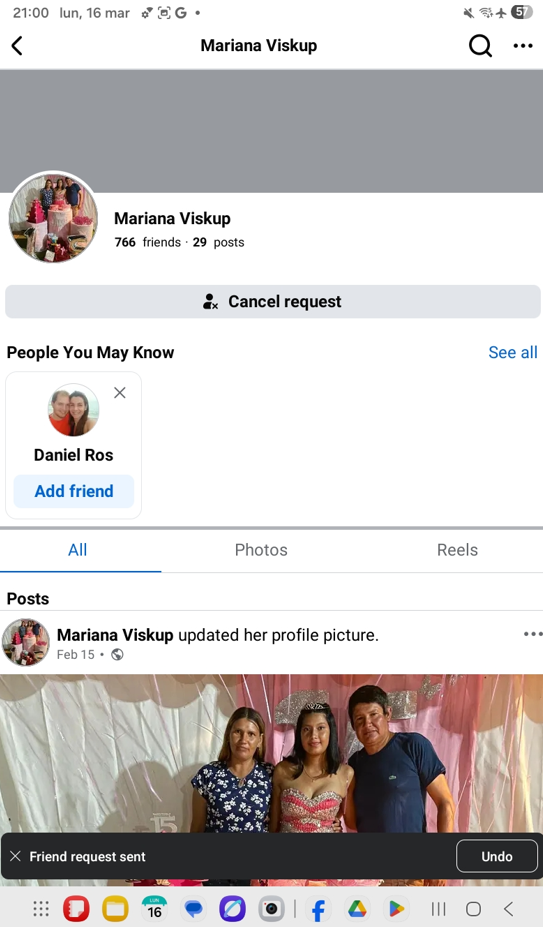 21:00 lun, 16 mar
57
Mariana Viskup
Mariana Viskup
766 friends · 29 posts
Cancel request
People You May Know
See all
Daniel Ros
Add friend
All
Photos
Reels
Posts
Mariana Viskup updated her profile picture.
Feb 15 •
15
Friend request sent
Undo
LUN
16